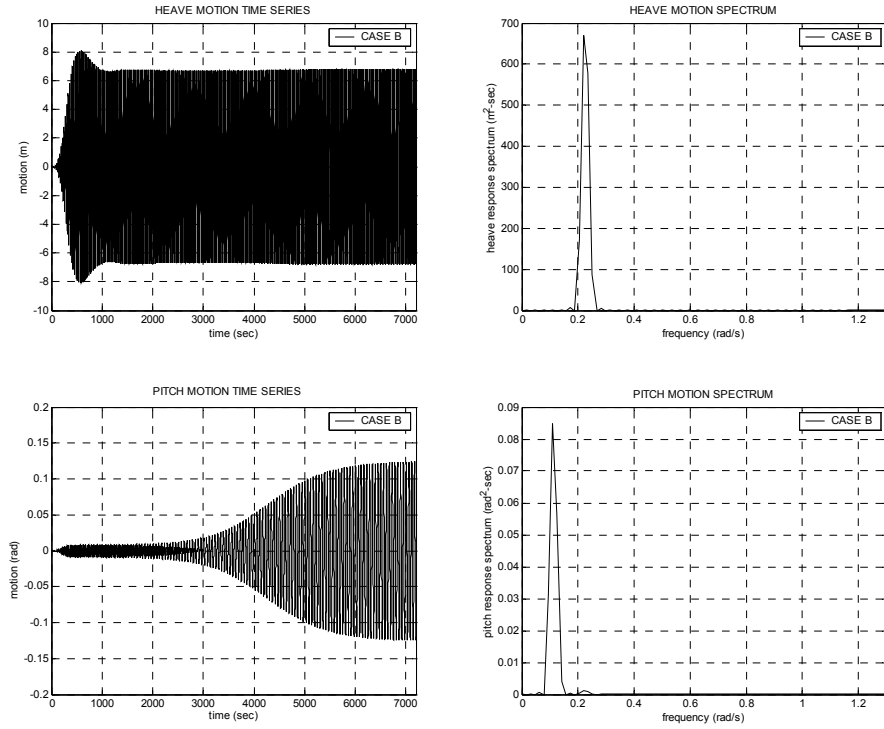 HEAVE MOTION TIME SERIES
CASE B
motion (m)
10
8
6
4
2
0
-2
-4
-6
-8
-10
0 1000 2000 3000 4000 5000 6000 7000
time (sec)
HEAVE MOTION SPECTRUM
CASE B
heave response spectrum (m²-sec)
700
600
500
400
300
200
100
0
0 0.2 0.4 0.6 0.8 1 1.2
frequency (rad/s)
PITCH MOTION TIME SERIES
CASE B
motion (rad)
0.2
0.15
0.1
0.05
0
-0.05
-0.1
-0.15
-0.2
0 1000 2000 3000 4000 5000 6000 7000
time (sec)
PITCH MOTION SPECTRUM
CASE B
pitch response spectrum (rad²-sec)
0.09
0.08
0.07
0.06
0.05
0.04
0.03
0.02
0.01
0
0 0.2 0.4 0.6 0.8 1 1.2
frequency (rad/s)